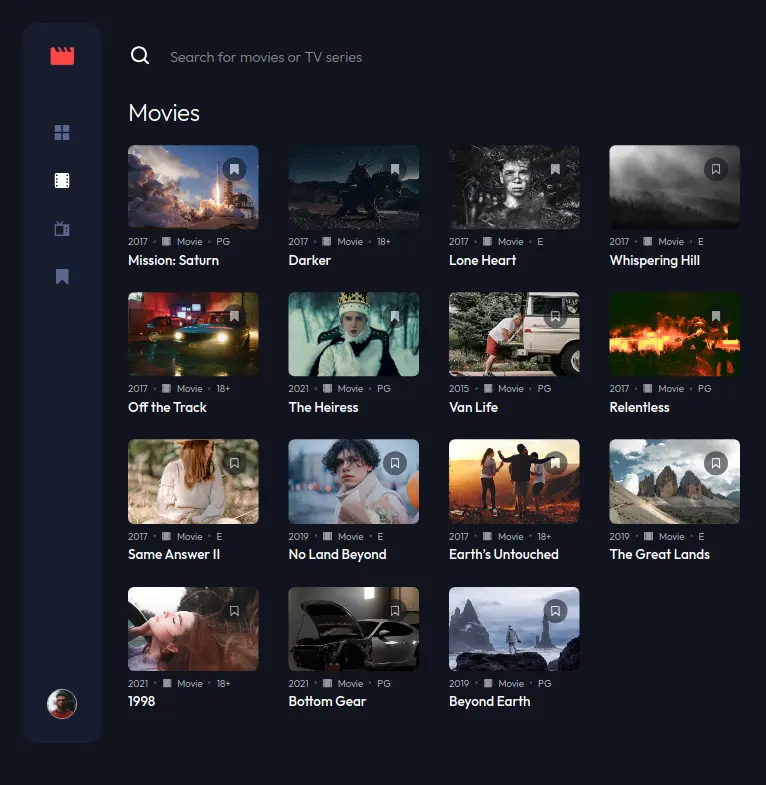 Search for movies or TV series
Movies
2017 • Movie • PG
Mission: Saturn
2017 • Movie • 18+
Darker
2017 • Movie • E
Lone Heart
2017 • Movie • E
Whispering Hill
2017 • Movie • 18+
Off the Track
2021 • Movie • PG
The Heiress
2015 • Movie • PG
Van Life
2017 • Movie • PG
Relentless
2017 • Movie • E
Same Answer II
2019 • Movie • E
No Land Beyond
2017 • Movie • 18+
Earth's Untouched
2019 • Movie • E
The Great Lands
2021 • Movie • 18+
1998
2021 • Movie • PG
Bottom Gear
2019 • Movie • PG
Beyond Earth